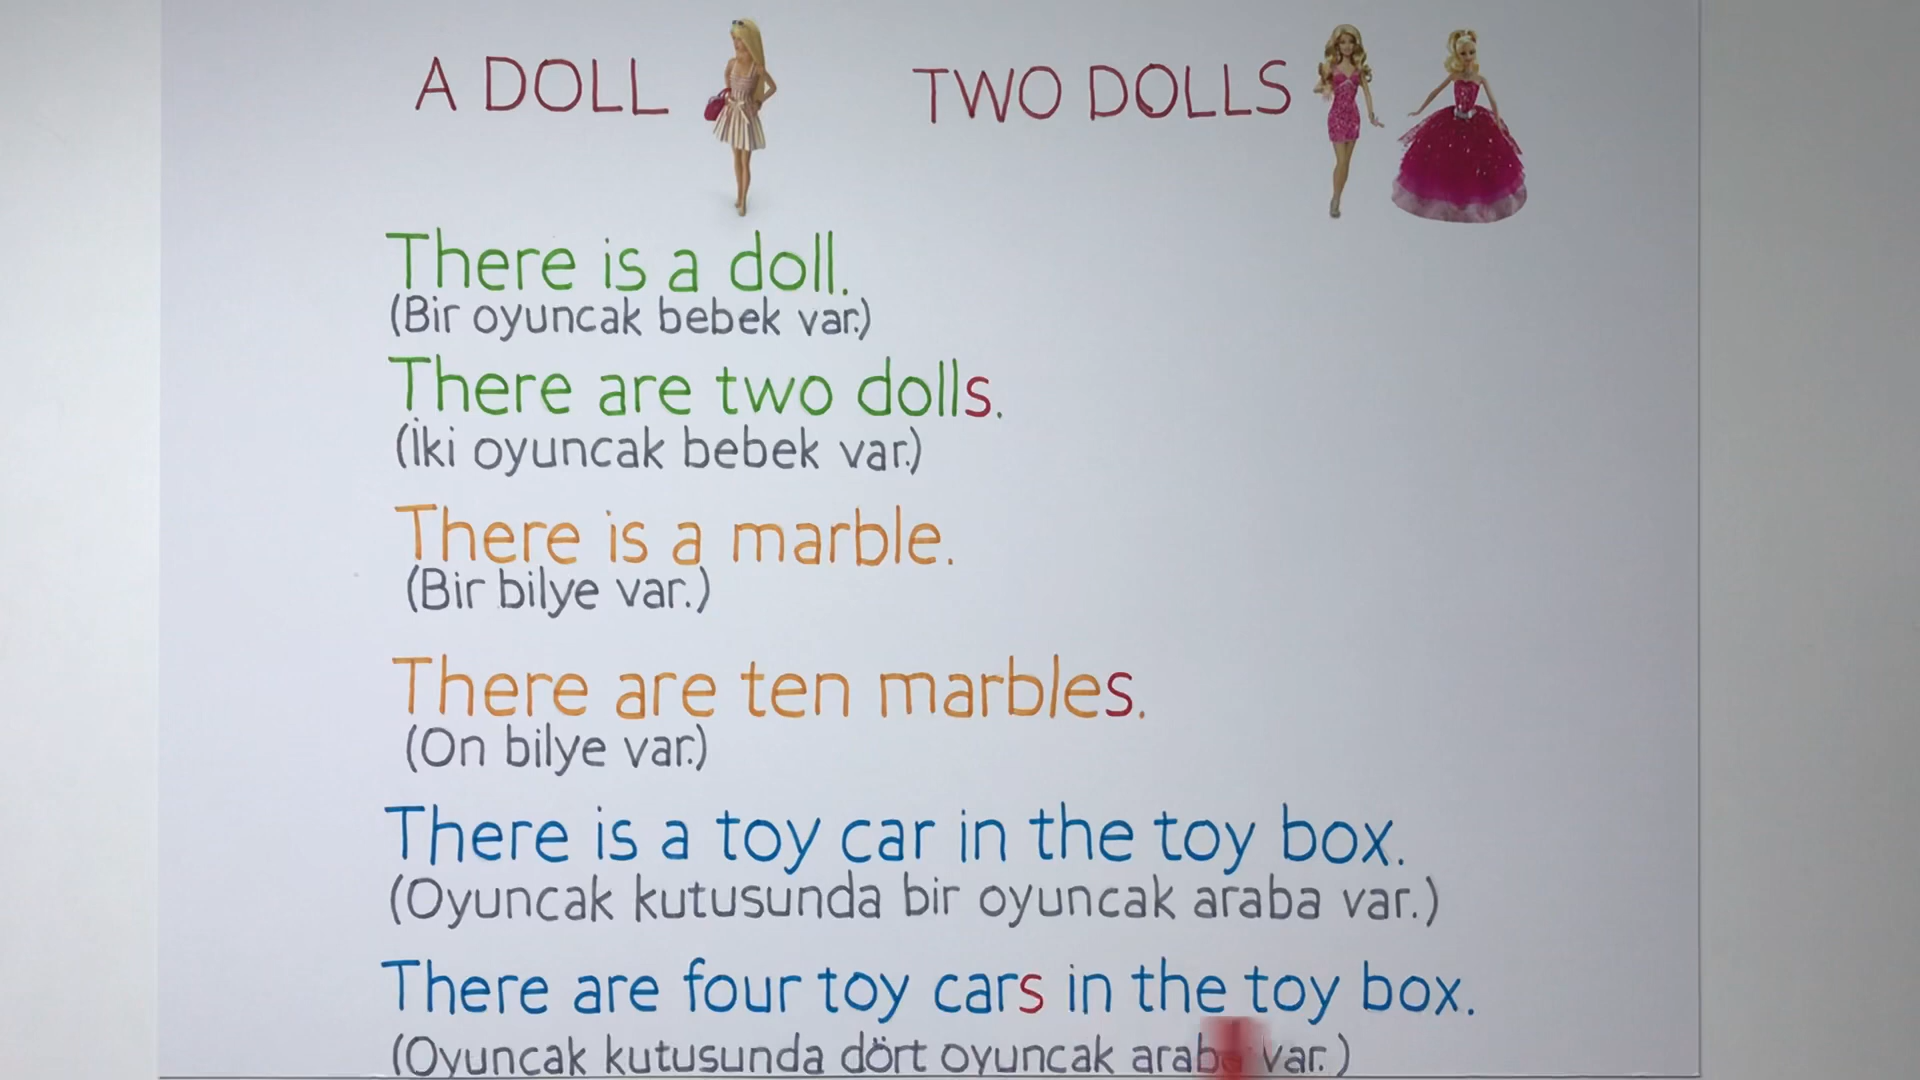 A DOLL TWO DOLLS
There is a doll.
(Bir oyuncak bebek var.)
There are two dolls.
(İki oyuncak bebek var.)
There is a marble.
(Bir bilye var.)
There are ten marbles.
(On bilye var.)
There is a toy car in the toy box.
(Oyuncak kutusunda bir oyuncak araba var.)
There are four toy cars in the toy box.
(Oyuncak kutusunda dört oyuncak araba var.)